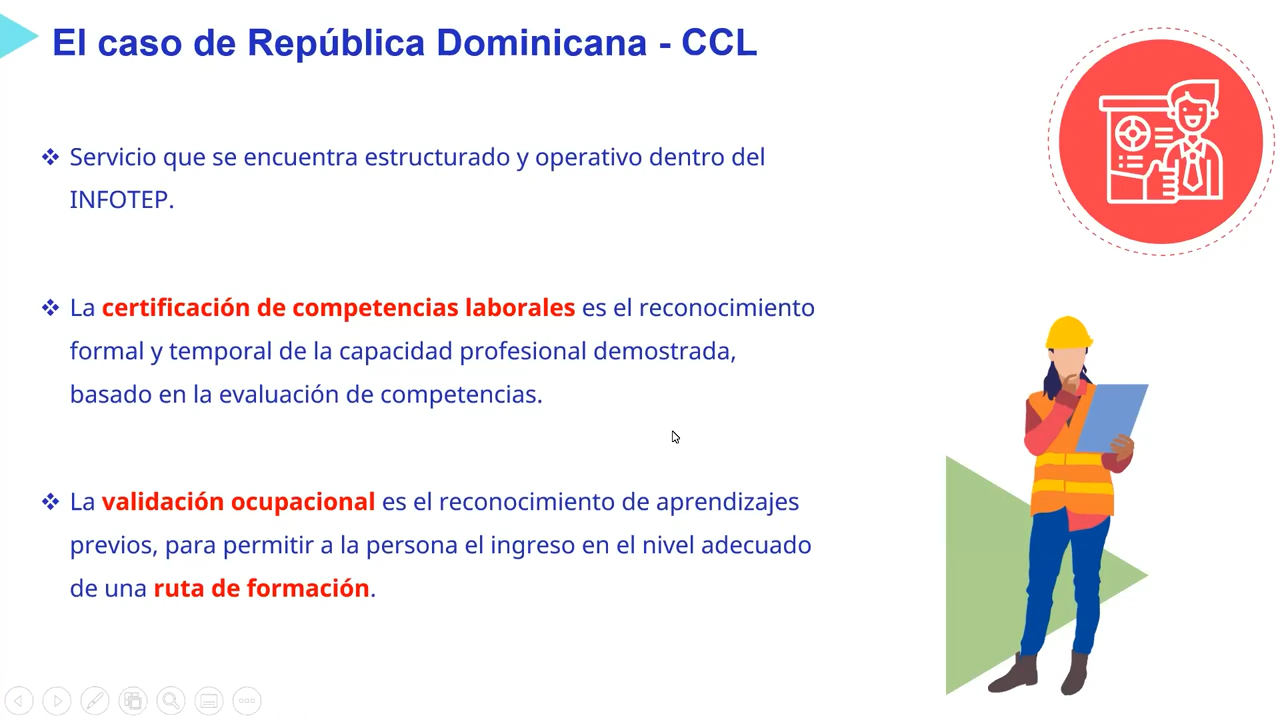 El caso de República Dominicana - CCL
❖ Servicio que se encuentra estructurado y operativo dentro del
INFOTEP.
❖ La certificación de competencias laborales es el reconocimiento
formal y temporal de la capacidad profesional demostrada,
basado en la evaluación de competencias.
❖ La validación ocupacional es el reconocimiento de aprendizajes
previos, para permitir a la persona el ingreso en el nivel adecuado
de una ruta de formación.